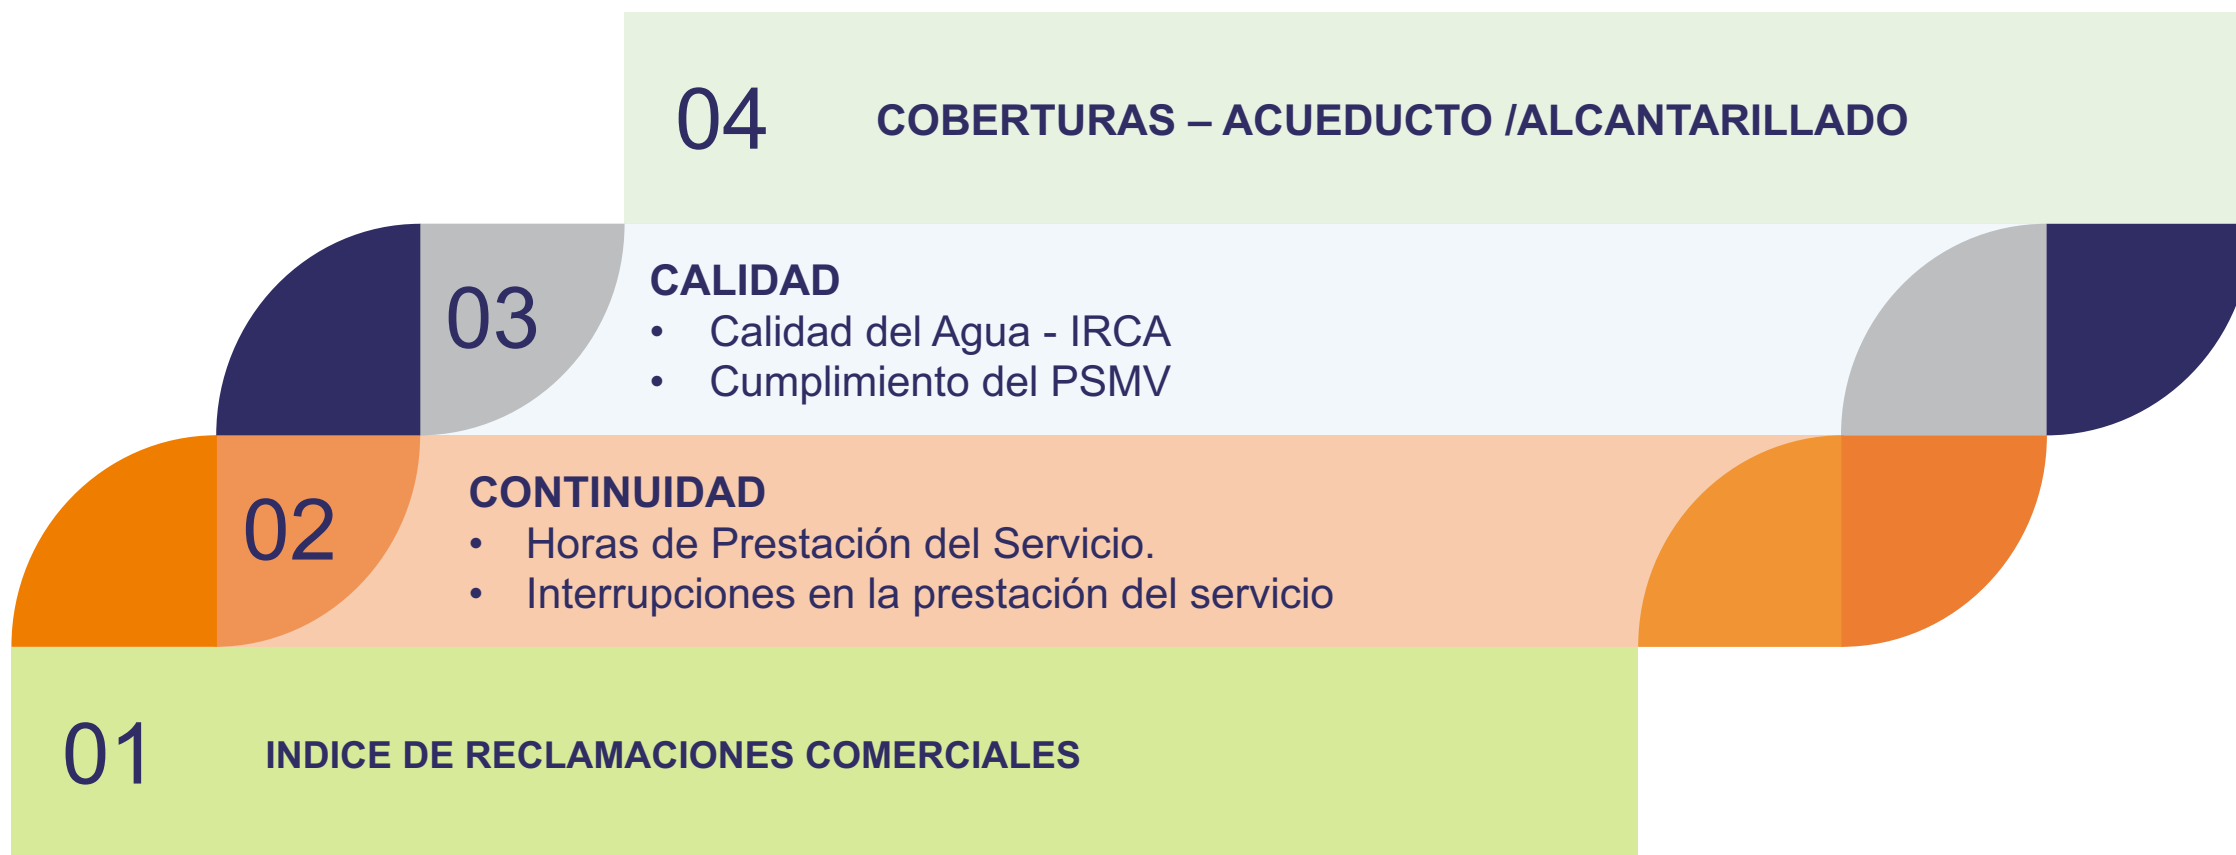 04
COBERTURAS – ACUEDUCTO /ALCANTARILLADO
03
CALIDAD
• Calidad del Agua - IRCA
• Cumplimiento del PSMV
02
CONTINUIDAD
• Horas de Prestación del Servicio.
• Interrupciones en la prestación del servicio
01
INDICE DE RECLAMACIONES COMERCIALES